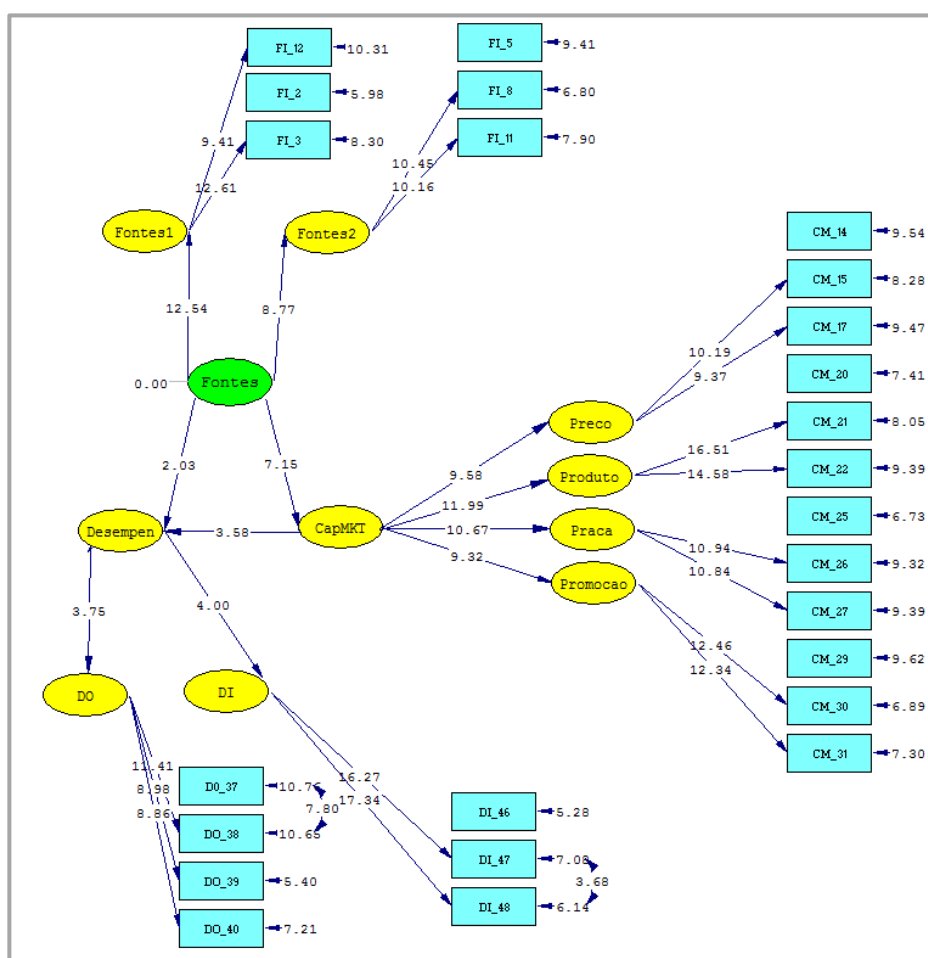 FI_12
10.31
FI_2
5.98
FI_3
8.30
FI_5
9.41
FI_8
6.80
FI_11
7.90
9.41
12.61
10.45
10.16
Fontes1
Fontes2
12.54
8.77
0.00
Fontes
2.03
7.15
Desempen
3.58
CapMKT
9.58
11.99
10.67
9.32
Preco
Produto
Praca
Promocao
10.19
9.37
16.51
14.58
10.94
10.84
12.46
12.34
CM_14
9.54
CM_15
8.28
CM_17
9.47
CM_20
7.41
CM_21
8.05
CM_22
9.39
CM_25
6.73
CM_26
9.32
CM_27
9.39
CM_29
9.62
CM_30
6.89
CM_31
7.30
3.75
4.00
DO
DI
11.41
8.98
8.86
D0_37
10.76
7.80
DO_38
10.65
DO_39
5.40
DO_40
7.21
16.27
17.34
DI_46
5.28
DI_47
7.08
3.68
DI_48
6.14